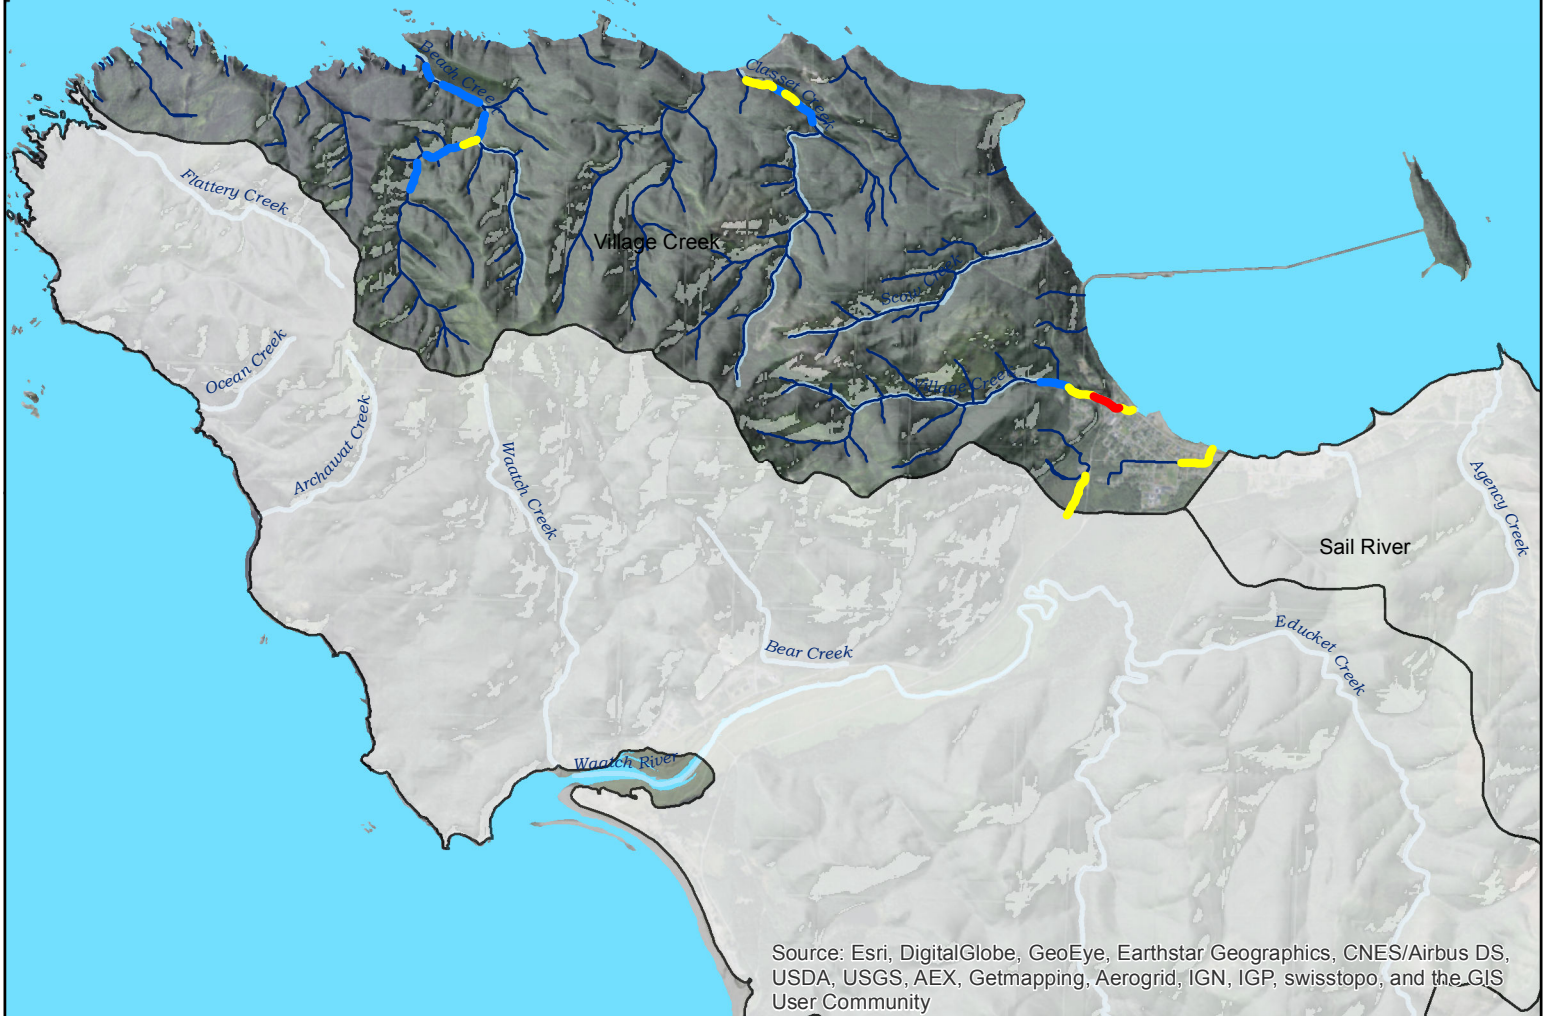 Beach Creek
Classet Creek
Flattery Creek
Village Creek
Scott Creek
Ocean Creek
Village Creek
Archawat Creek
Waatch Creek
Agency Creek
Sail River
Educket Creek
Bear Creek
Waatch River
Source: Esri, DigitalGlobe, GeoEye, Earthstar Geographics, CNES/Airbus DS,
USDA, USGS, AEX, Getmapping, Aerogrid, IGN, IGP, swisstopo, and the GIS
User Community